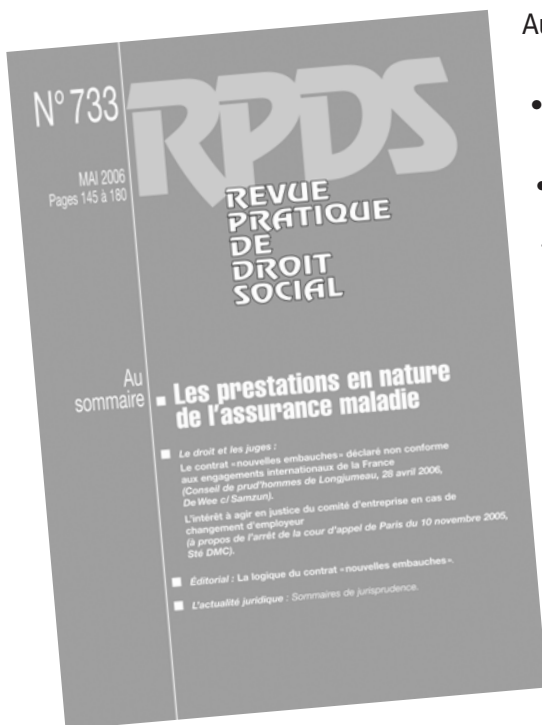 N° 733
RPDS
MAI 2006
Pages 145 à 180
REVUE
PRATIQUE
DE
DROIT
SOCIAL
Au
sommaire
■ Les prestations en nature
de l'assurance maladie
■ Le droit et les juges :
Le contrat «nouvelles embauches» déclaré non conforme
aux engagements internationaux de la France
(Conseil de prud'hommes de Longjumeau, 28 avril 2006,
De Wee c/ Samzun).
L'intérêt à agir en justice du comité d'entreprise en cas de
changement d'employeur
(à propos de l'arrêt de la cour d'appel de Paris du 10 novembre 2005,
Sté DMC).
■ Éditorial : La logique du contrat «nouvelles embauches».
■ L'actualité juridique : Sommaires de jurisprudence.